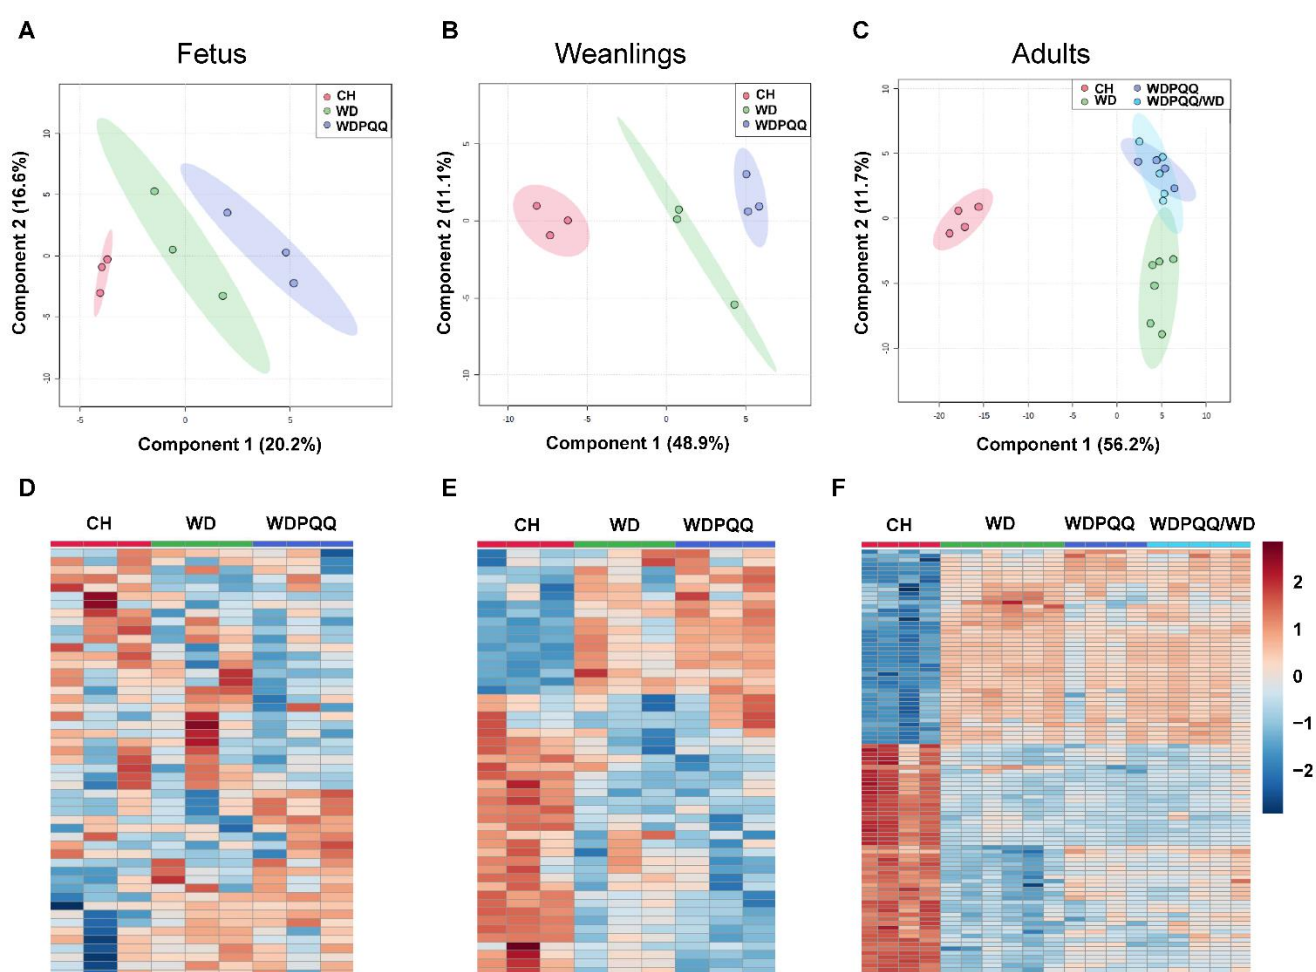 A
Fetus
CH
WD
WDPQQ
Component 2 (16.6%)
10
5
0
-5
-10
-5
0
5
Component 1 (20.2%)
B
Weanlings
CH
WD
WDPQQ
Component 2 (11.1%)
5
0
-5
-10
-10
-5
0
5
Component 1 (48.9%)
C
Adults
CH WDPQQ
WD WDPQQ/WD
Component 2 (11.7%)
10
5
0
-5
-10
-20
-15
-10
-5
0
5
10
Component 1 (56.2%)
D
CH WD WDPQQ
E
CH WD WDPQQ
F
CH WD WDPQQ WDPQQ/WD
2
1
0
−1
−2